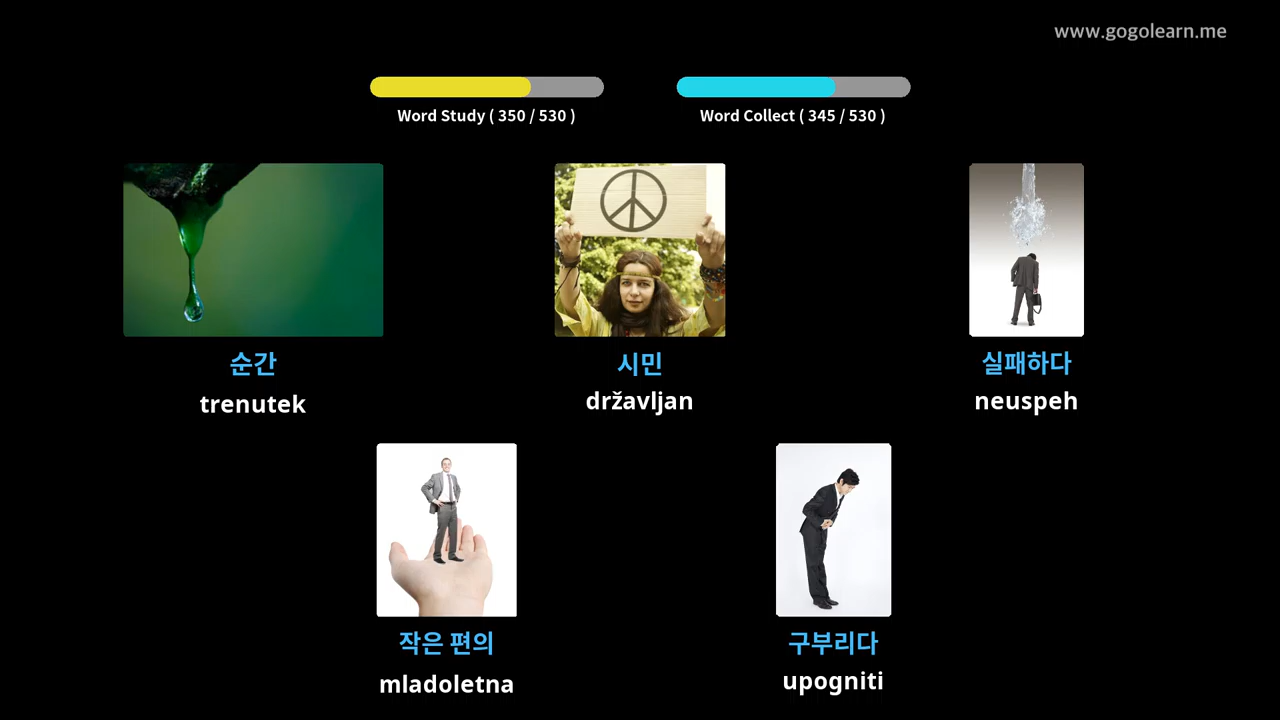 www.gogolearn.me
Word Study ( 350 / 530 )
Word Collect ( 345 / 530 )
순간
trenutek
시민
državljan
실패하다
neuspeh
작은 편의
mladoletna
구부리다
upogniti